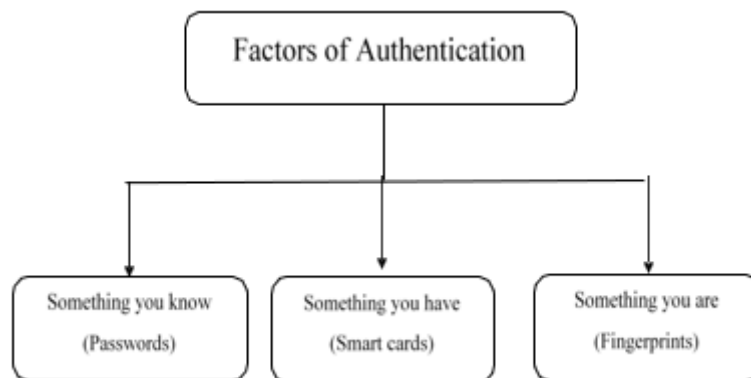 Factors of Authentication
Something you know
(Passwords)
Something you have
(Smart cards)
Something you are
(Fingerprints)